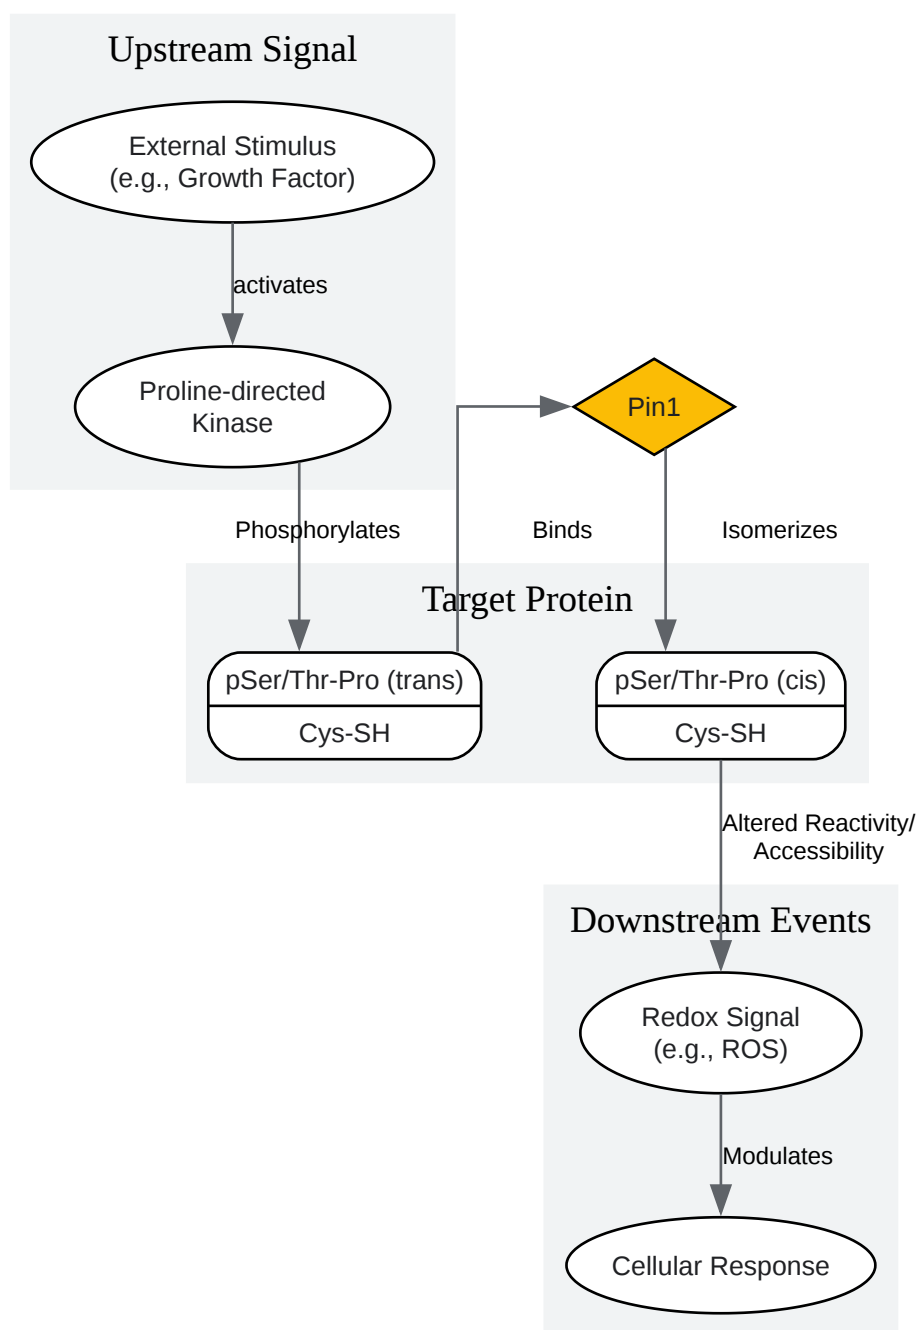 Upstream Signal
External Stimulus
(e.g., Growth Factor)
activates
Proline-directed
Kinase
Pin1
Phosphorylates
Binds
Isomerizes
Target Protein
pSer/Thr-Pro (trans)
Cys-SH
pSer/Thr-Pro (cis)
Cys-SH
Altered Reactivity/
Accessibility
Downstream Events
Redox Signal
(e.g., ROS)
Modulates
Cellular Response